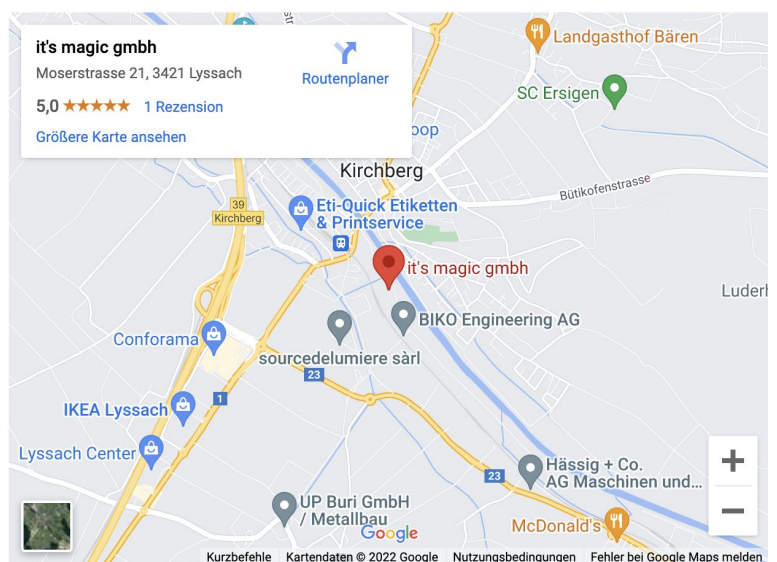 it's magic gmbh
Moserstrasse 21, 3421 Lyssach
5,0
1 Rezension
Größere Karte ansehen
Routenplaner
Landgasthof Bären
SC Ersigen
oop
Kirchberg
Bütikofenstrasse
39
Kirchberg
Eti-Quick Etiketten
& Printservice
it's magic gmbh
Luderh
BIKO Engineering AG
Conforama
sourcedelumiere sàrl
23
1
IKEA Lyssach
Lyssach Center
23
Hässig + Co.
AG Maschinen und...
UP Buri GmbH
/ Metallbau
Google
McDonald's
Kurzbefehle
Kartendaten © 2022 Google
Nutzungsbedingungen
Fehler bei Google Maps melden